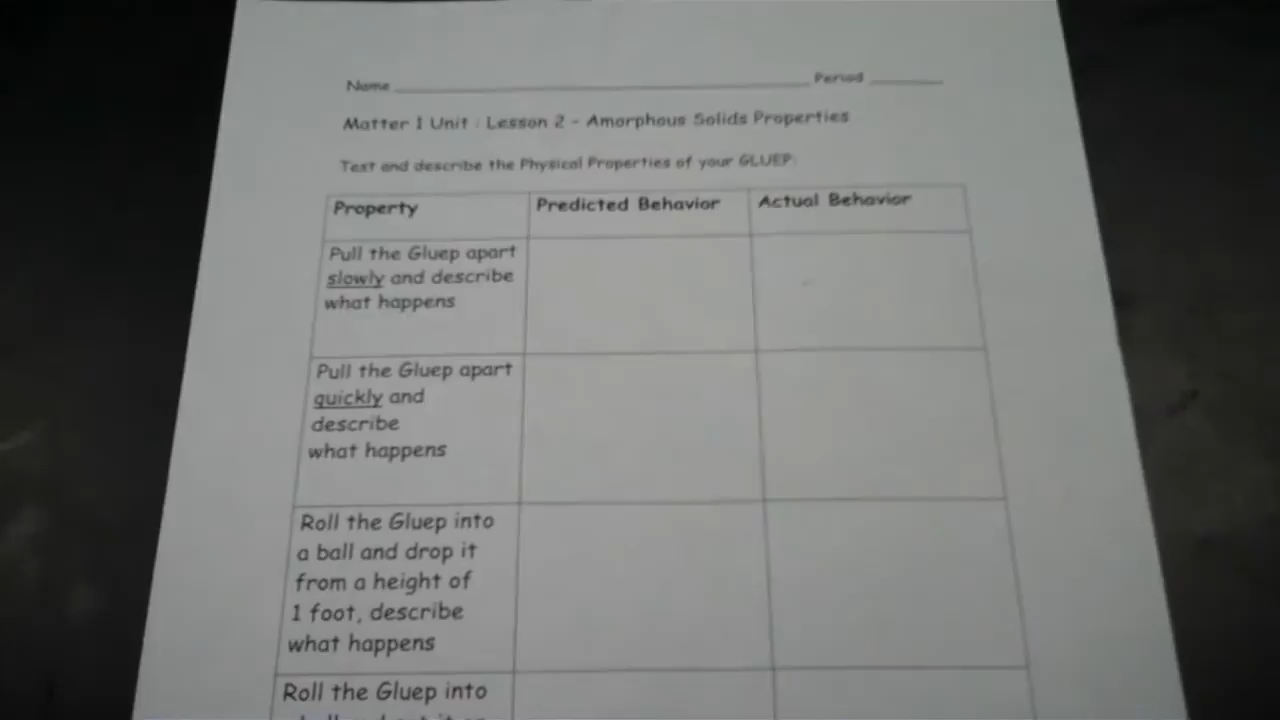 Name Period
Matter I Unit : Lesson 2 - Amorphous Solids Properties
Text and describe the Physical Properties of your GLUEP:
Property Predicted Behavior Actual Behavior
Pull the Gluep apart
slowly and describe
what happens
Pull the Gluep apart
quickly and
describe
what happens
Roll the Gluep into
a ball and drop it
from a height of
1 foot, describe
what happens
Roll the Gluep into